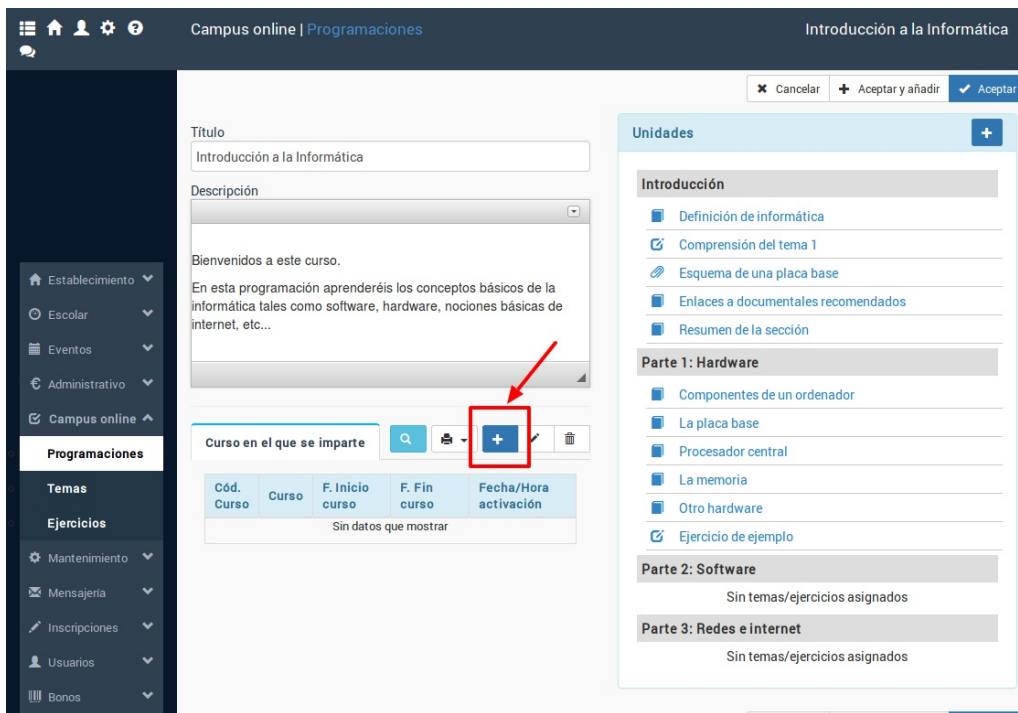 Campus online | Programaciones
Introducción a la Informática
Cancelar
Aceptar y añadir
Aceptar
Establecimiento
Escolar
Eventos
Administrativo
Campus online
Programaciones
Temas
Ejercicios
Mantenimiento
Mensajería
Inscripciones
Usuarios
Bonos
Título
Introducción a la Informática
Descripción
Bienvenidos a este curso.
En esta programación aprenderéis los conceptos básicos de la
informática tales como software, hardware, nociones básicas de
internet, etc...
Curso en el que se imparte
Cód. Curso
Curso
F. Inicio curso
F. Fin curso
Fecha/Hora activación
Sin datos que mostrar
Unidades
Introducción
Definición de informática
Comprensión del tema 1
Esquema de una placa base
Enlaces a documentales recomendados
Resumen de la sección
Parte 1: Hardware
Componentes de un ordenador
La placa base
Procesador central
La memoria
Otro hardware
Ejercicio de ejemplo
Parte 2: Software
Sin temas/ejercicios asignados
Parte 3: Redes e internet
Sin temas/ejercicios asignados